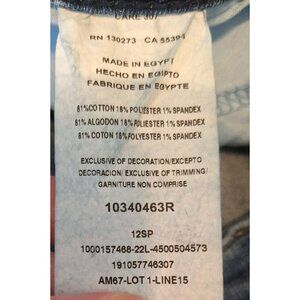 CARE 307
RN 130273 CA 55394
MADE IN EGYPT
HECHO EN EGIPTO
FABRIQUE EN EGYPTE
81%COTTON 18% POLYESTER 1% SPANDEX
81% ALGODON 18% POLIESTER 1% SPANDEX
81% COTON 18% POLYESTER 1% SPANDEX
EXCLUSIVE OF DECORATION/EXCEPTO
DECORACION/ EXCLUSIVE OF TRIMMING/
GARNITURE NON COMPRISE
10340463R
12SP
1000157468-22L-4500504573
191057746307
AM67-LOT 1-LINE15